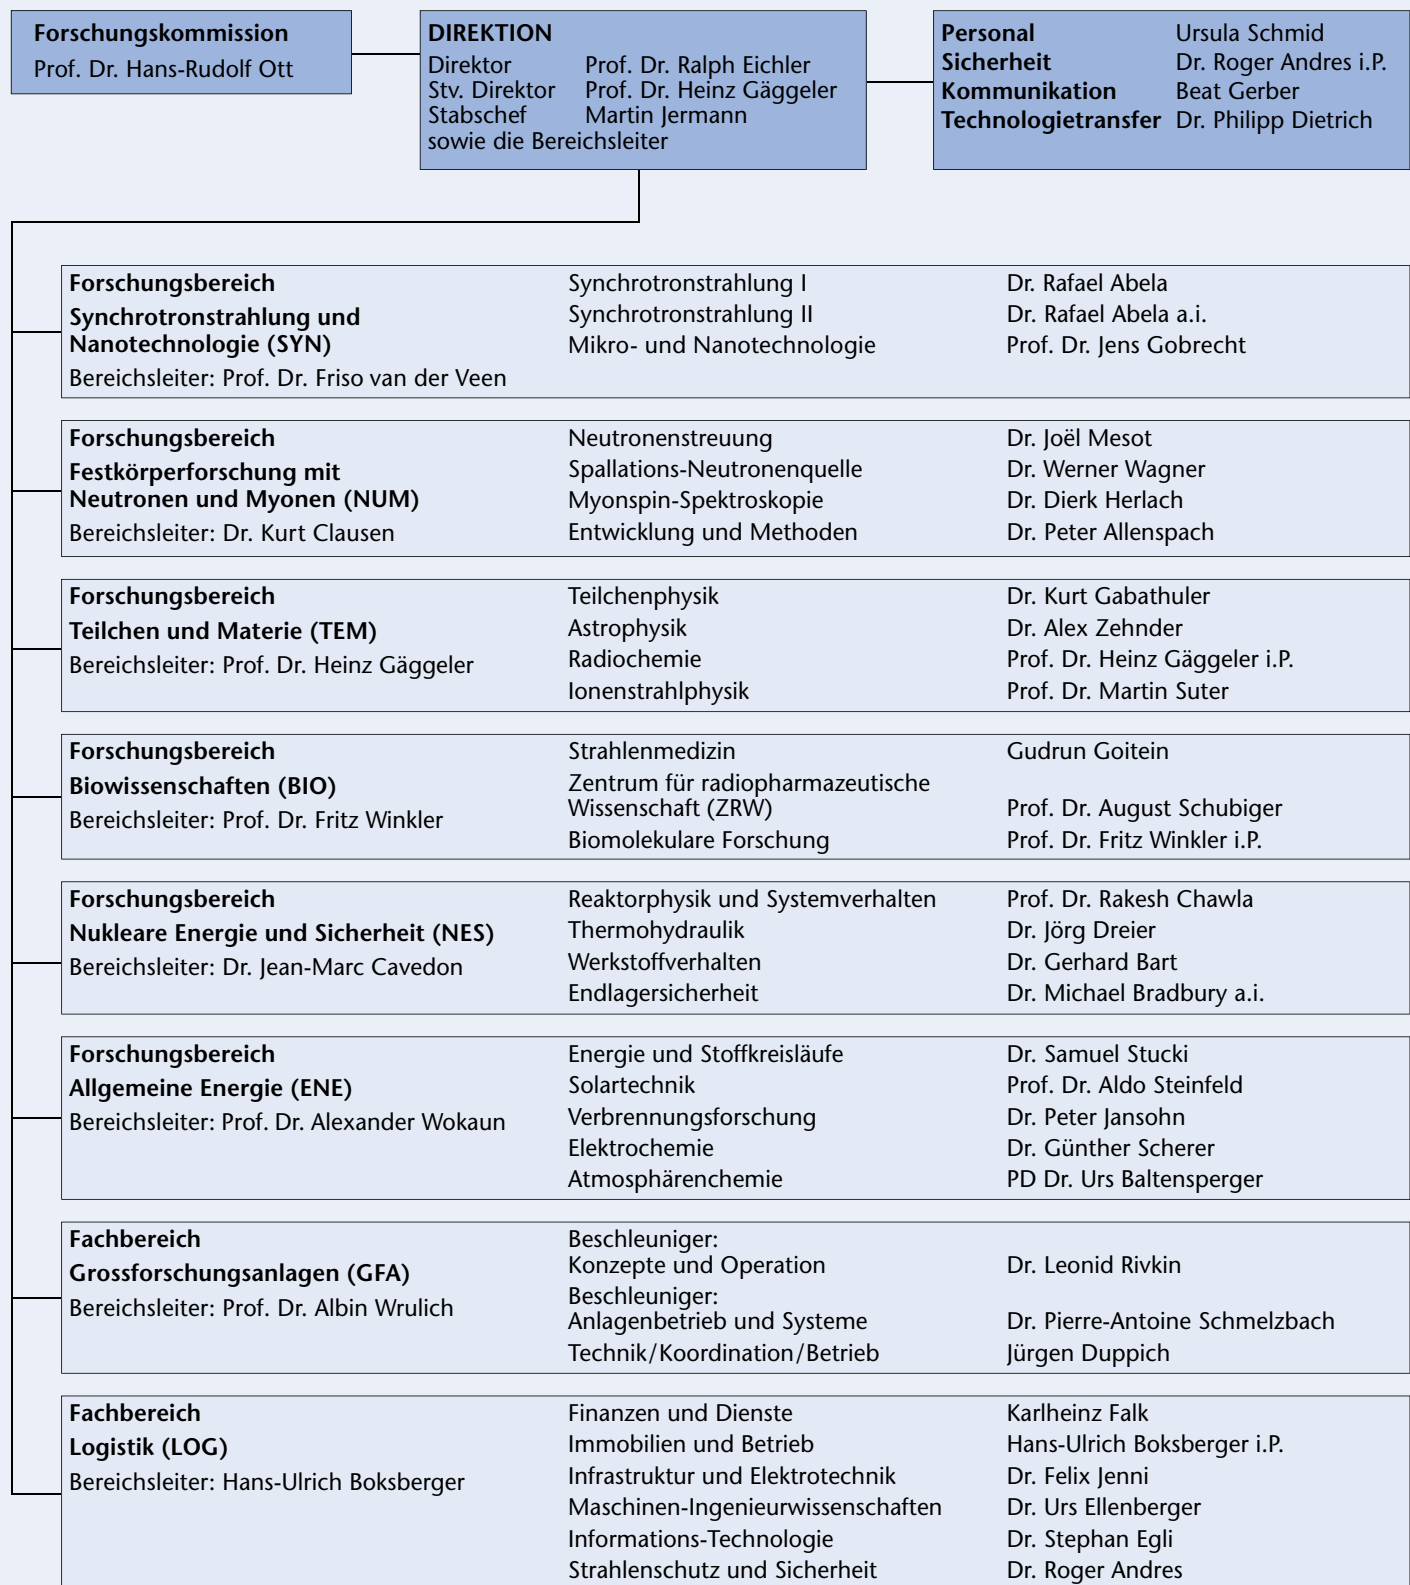 Forschungskommission
Prof. Dr. Hans-Rudolf Ott
DIREKTION
Direktor Prof. Dr. Ralph Eichler
Stv. Direktor Prof. Dr. Heinz Gäggeler
Stabschef Martin Jermann
sowie die Bereichsleiter
Personal Ursula Schmid
Sicherheit Dr. Roger Andres i.P.
Kommunikation Beat Gerber
Technologietransfer Dr. Philipp Dietrich
Forschungsbereich
Synchrotronstrahlung und
Nanotechnologie (SYN)
Bereichsleiter: Prof. Dr. Friso van der Veen
Synchrotronstrahlung I Dr. Rafael Abela
Synchrotronstrahlung II Dr. Rafael Abela a.i.
Mikro- und Nanotechnologie Prof. Dr. Jens Gobrecht
Forschungsbereich
Festkörperforschung mit
Neutronen und Myonen (NUM)
Bereichsleiter: Dr. Kurt Clausen
Neutronenstreuung Dr. Joël Mesot
Spallations-Neutronenquelle Dr. Werner Wagner
Myonspin-Spektroskopie Dr. Dierk Herlach
Entwicklung und Methoden Dr. Peter Allenspach
Forschungsbereich
Teilchen und Materie (TEM)
Bereichsleiter: Prof. Dr. Heinz Gäggeler
Teilchenphysik Dr. Kurt Gabathuler
Astrophysik Dr. Alex Zehnder
Radiochemie Prof. Dr. Heinz Gäggeler i.P.
Ionenstrahlphysik Prof. Dr. Martin Suter
Forschungsbereich
Biowissenschaften (BIO)
Bereichsleiter: Prof. Dr. Fritz Winkler
Strahlenmedizin Gudrun Goitein
Zentrum für radiopharmazeutische
Wissenschaft (ZRW) Prof. Dr. August Schubiger
Biomolekulare Forschung Prof. Dr. Fritz Winkler i.P.
Forschungsbereich
Nukleare Energie und Sicherheit (NES)
Bereichsleiter: Dr. Jean-Marc Cavedon
Reaktorphysik und Systemverhalten Prof. Dr. Rakesh Chawla
Thermohydraulik Dr. Jörg Dreier
Werkstoffverhalten Dr. Gerhard Bart
Endlagersicherheit Dr. Michael Bradbury a.i.
Forschungsbereich
Allgemeine Energie (ENE)
Bereichsleiter: Prof. Dr. Alexander Wokaun
Energie und Stoffkreisläufe Dr. Samuel Stucki
Solartechnik Prof. Dr. Aldo Steinfeld
Verbrennungsforschung Dr. Peter Jansohn
Elektrochemie Dr. Günther Scherer
Atmosphärenchemie PD Dr. Urs Baltensperger
Fachbereich
Grossforschungsanlagen (GFA)
Bereichsleiter: Prof. Dr. Albin Wrulich
Beschleuniger:
Konzepte und Operation Dr. Leonid Rivkin
Beschleuniger:
Anlagenbetrieb und Systeme Dr. Pierre-Antoine Schmelzbach
Technik/Koordination/Betrieb Jürgen Duppich
Fachbereich
Logistik (LOG)
Bereichsleiter: Hans-Ulrich Boksberger
Finanzen und Dienste Karlheinz Falk
Immobilien und Betrieb Hans-Ulrich Boksberger i.P.
Infrastruktur und Elektrotechnik Dr. Felix Jenni
Maschinen-Ingenieurwissenschaften Dr. Urs Ellenberger
Informations-Technologie Dr. Stephan Egli
Strahlenschutz und Sicherheit Dr. Roger Andres